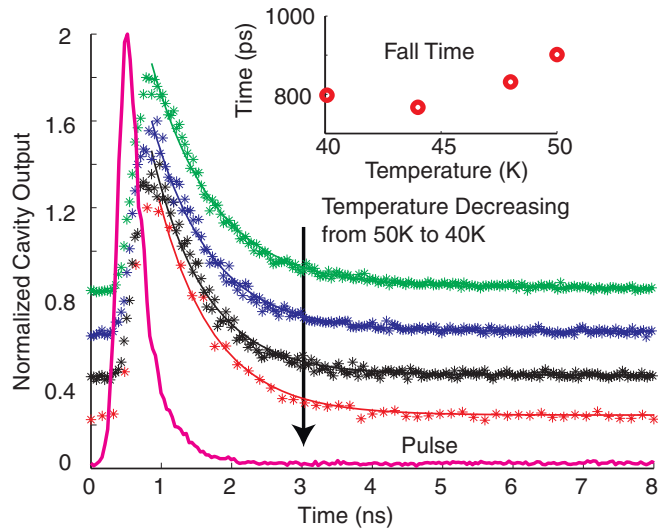 2
1.6
1.2
0.8
0.4
0
Normalized Cavity Output
0 1 2 3 4 5 6 7 8
Time (ns)
1000
800
Time (ps)
Fall Time
40 45 50
Temperature (K)
Temperature Decreasing
from 50K to 40K
Pulse